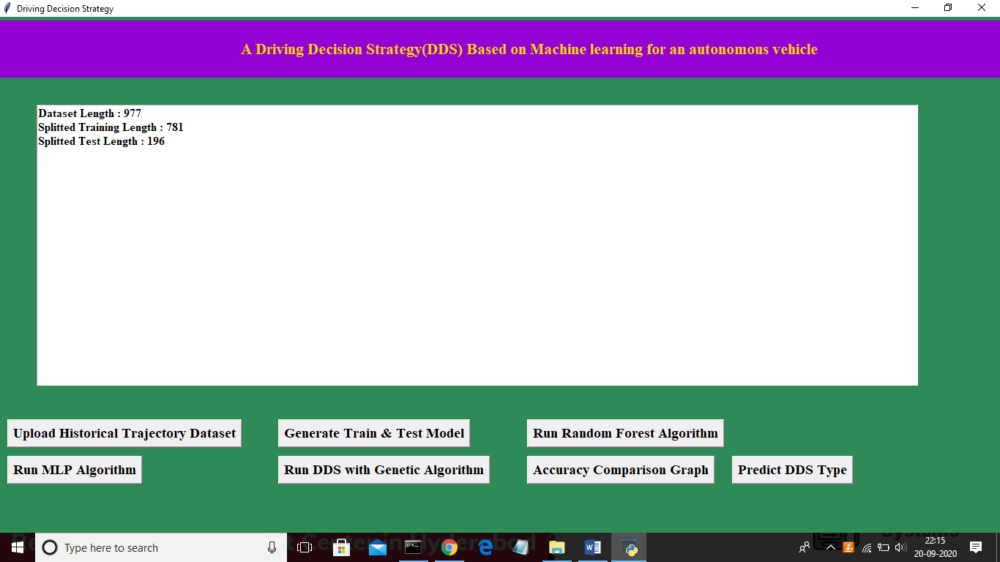 Driving Decision Strategy
A Driving Decision Strategy(DDS) Based on Machine learning for an autonomous vehicle
Dataset Length : 977
Splitted Training Length : 781
Splitted Test Length : 196
Upload Historical Trajectory Dataset
Generate Train & Test Model
Run Random Forest Algorithm
Run MLP Algorithm
Run DDS with Genetic Algorithm
Accuracy Comparison Graph
Predict DDS Type
Type here to search
22:15
20-09-2020